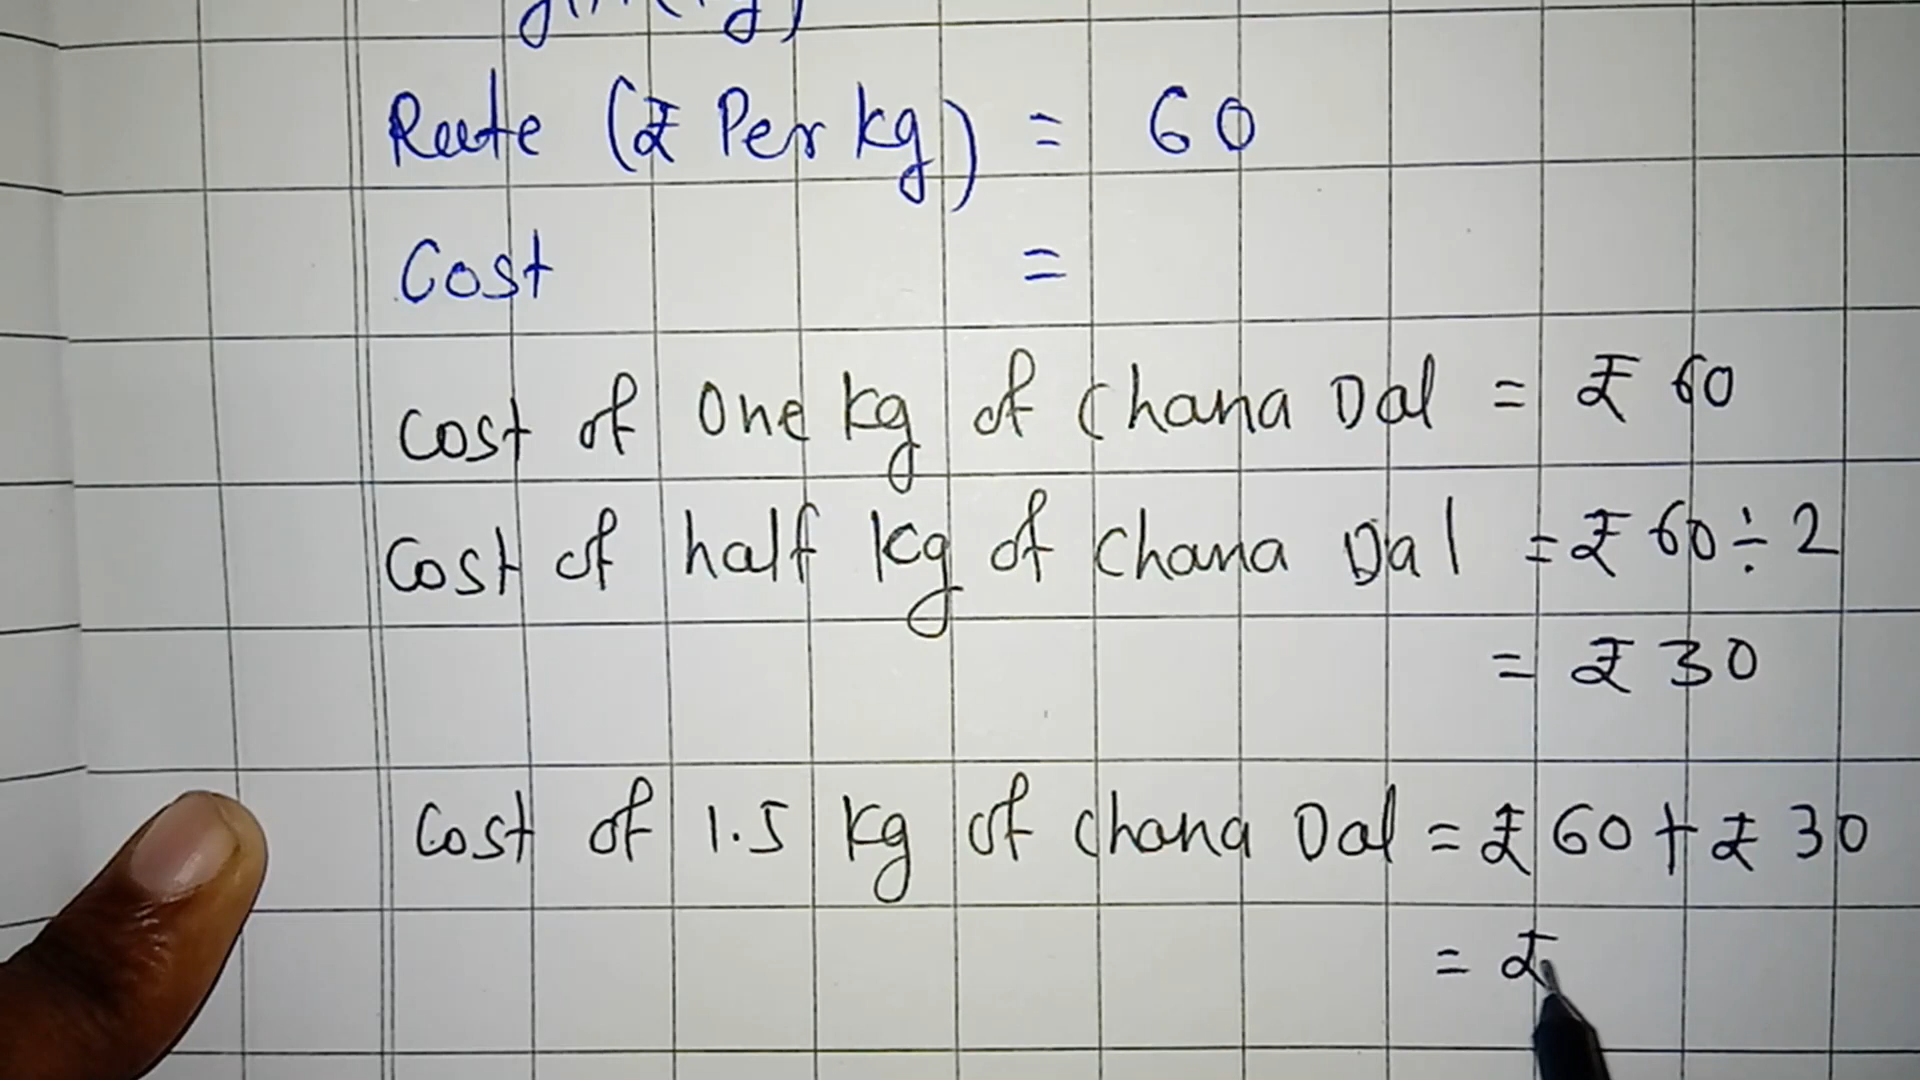 Rate (₹ Per kg) = 60
Cost =
Cost of One kg of Chana Dal = ₹ 60
Cost of half kg of Chana Dal = ₹ 60 ÷ 2
= ₹ 30
Cost of 1.5 kg of Chana Dal = ₹ 60 + ₹ 30
= ₹